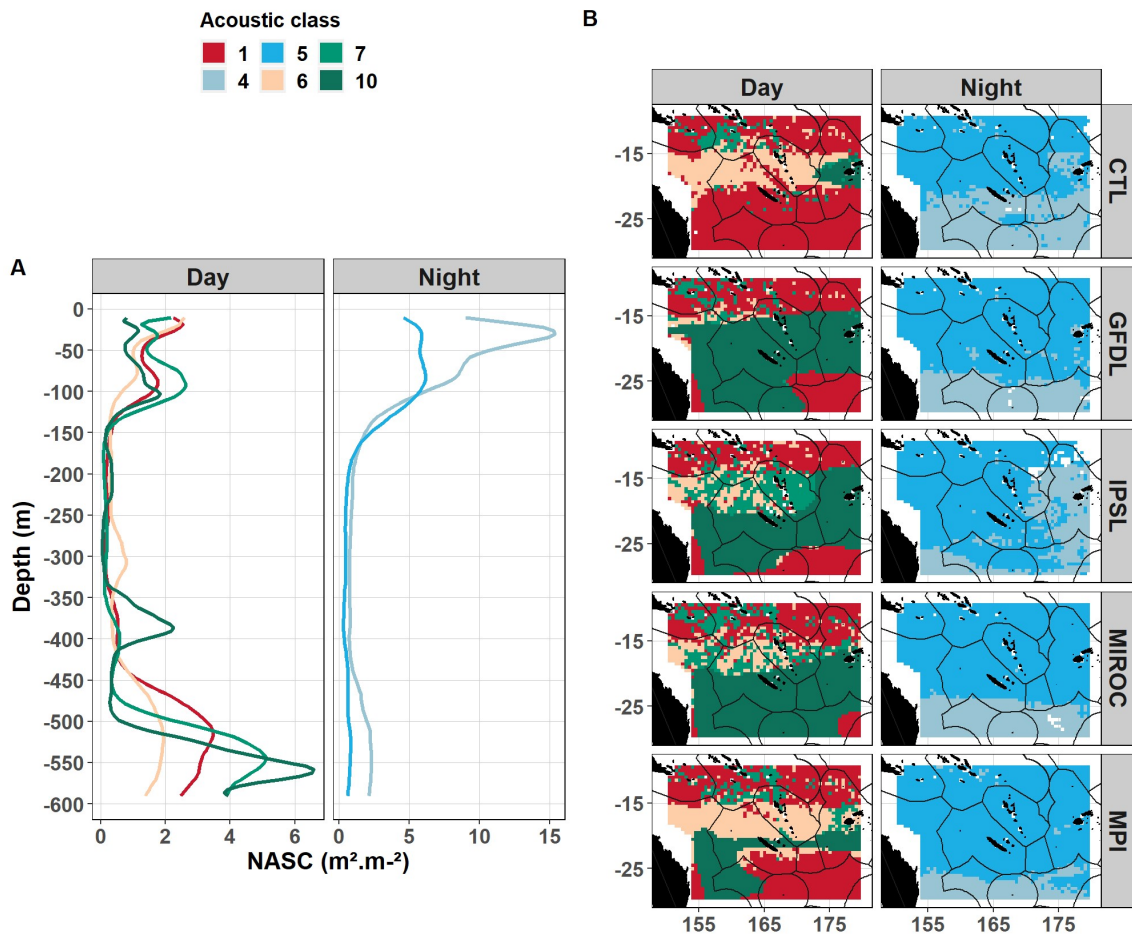 Acoustic class
1 5 7
4 6 10
A
Day Night
0
-50
-100
-150
-200
-250
-300
-350
-400
-450
-500
-550
-600
Depth (m)
0 2 4 6 0 5 10 15
NASC (m².m-²)
B
Day Night
-15
-25
CTL
-15
-25
GFDL
-15
-25
IPSL
-15
-25
MIROC
-15
-25
MPI
155 165 175 155 165 175